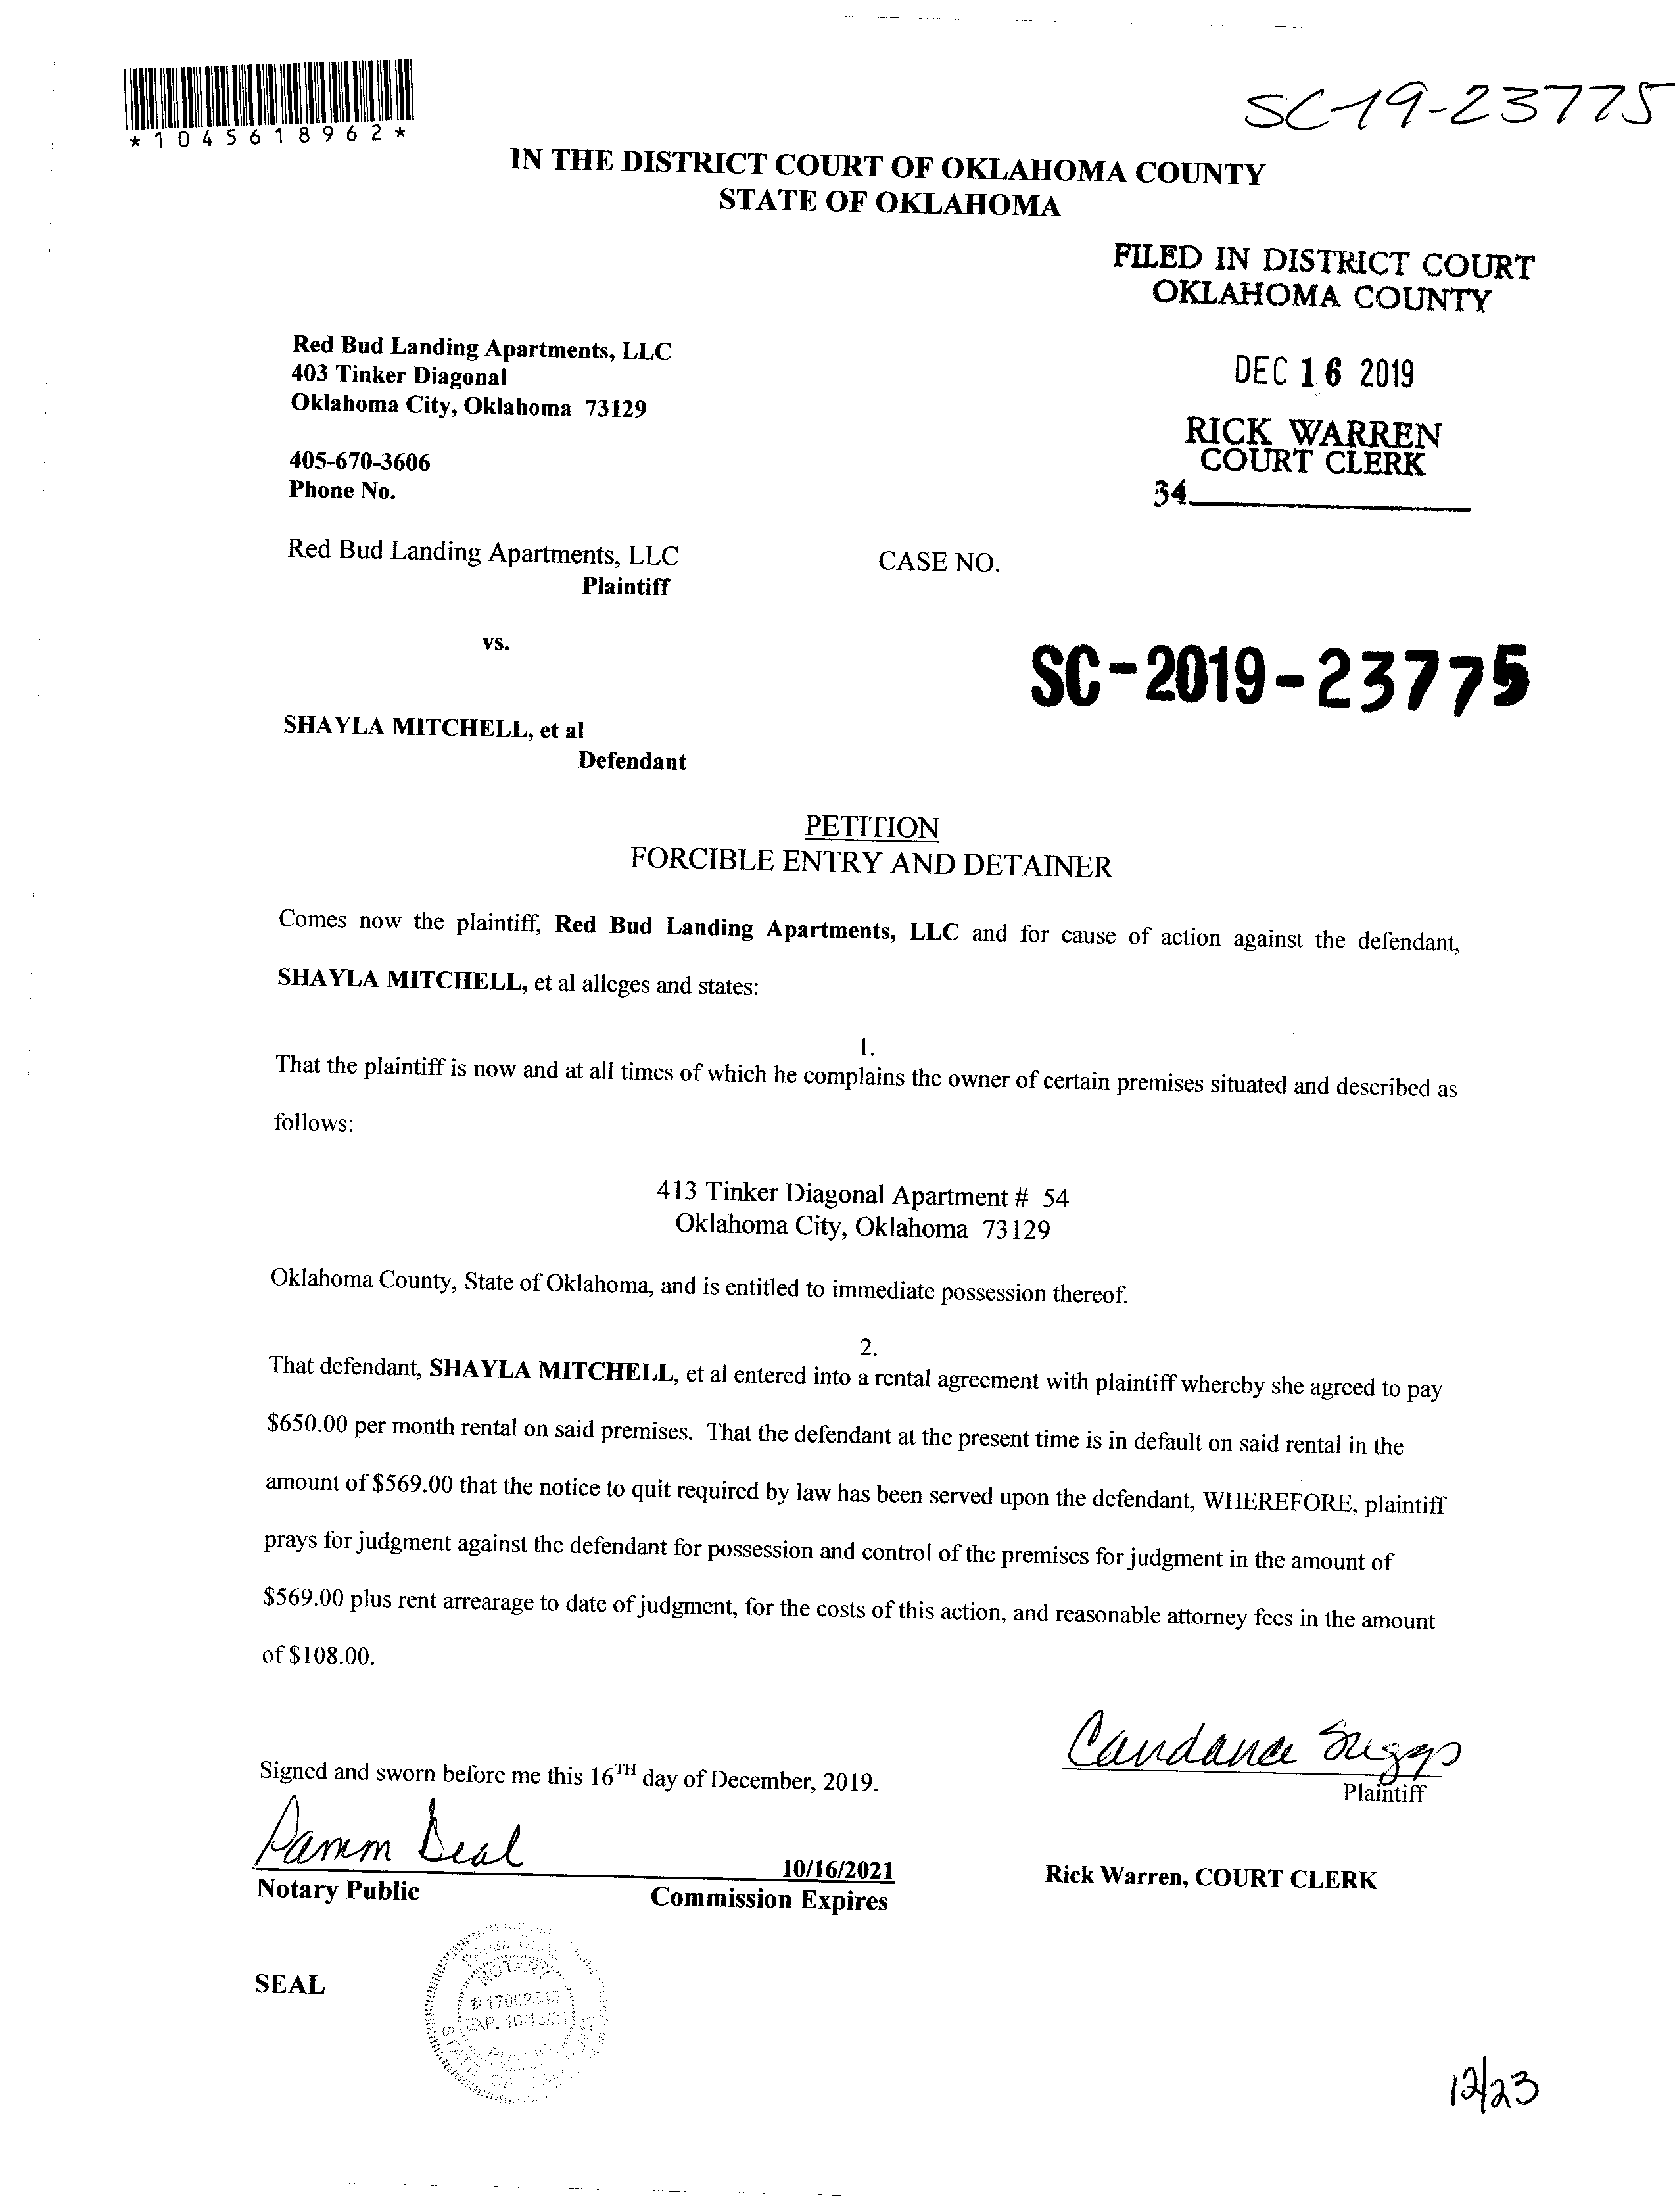 SC-19-23775
*1045618962*
IN THE DISTRICT COURT OF OKLAHOMA COUNTY
STATE OF OKLAHOMA
FILED IN DISTRICT COURT
OKLAHOMA COUNTY
DEC 16 2019
RICK WARREN
COURT CLERK
34
Red Bud Landing Apartments, LLC
403 Tinker Diagonal
Oklahoma City, Oklahoma 73129
405-670-3606
Phone No.
Red Bud Landing Apartments, LLC
Plaintiff
CASE NO.
vs.
SC-2019-23775
SHAYLA MITCHELL, et al
Defendant
PETITION
FORCIBLE ENTRY AND DETAINER
Comes now the plaintiff, Red Bud Landing Apartments, LLC and for cause of action against the defendant,
SHAYLA MITCHELL, et al alleges and states:
1.
That the plaintiff is now and at all times of which he complains the owner of certain premises situated and described as
follows:
413 Tinker Diagonal Apartment # 54
Oklahoma City, Oklahoma 73129
Oklahoma County, State of Oklahoma, and is entitled to immediate possession thereof.
2.
That defendant, SHAYLA MITCHELL, et al entered into a rental agreement with plaintiff whereby she agreed to pay
$650.00 per month rental on said premises. That the defendant at the present time is in default on said rental in the
amount of $569.00 that the notice to quit required by law has been served upon the defendant, WHEREFORE, plaintiff
prays for judgment against the defendant for possession and control of the premises for judgment in the amount of
$569.00 plus rent arrearage to date of judgment, for the costs of this action, and reasonable attorney fees in the amount
of $108.00.
Candance Suggs
Plaintiff
Signed and sworn before me this 16TH day of December, 2019.
Pamm Deal
10/16/2021
Notary Public
Commission Expires
Rick Warren, COURT CLERK
SEAL
NOTARY
EXP.
PUBLIC
STATE OF
12/23